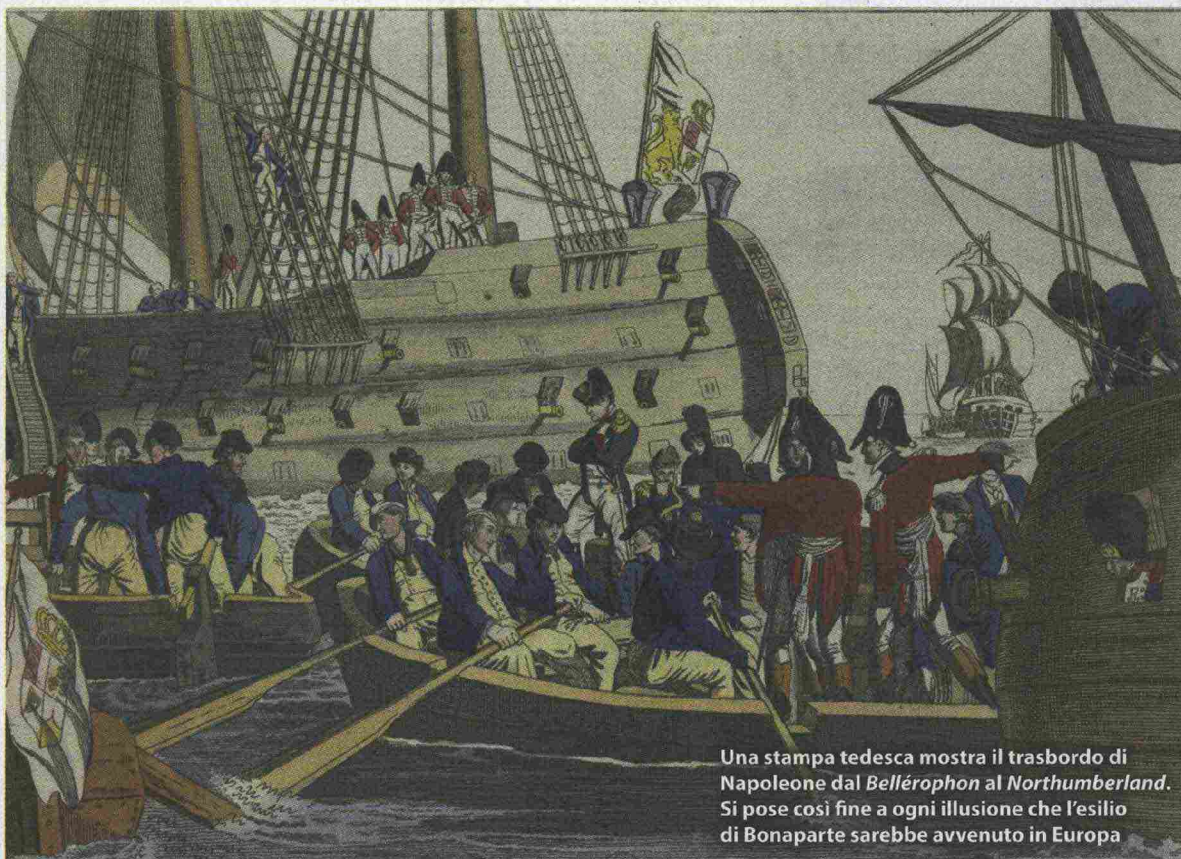 Una stampa tedesca mostra il trasbordo di
Napoleone dal Bellérophon al Northumberland.
Si pose così fine a ogni illusione che l'esilio
di Bonaparte sarebbe avvenuto in Europa